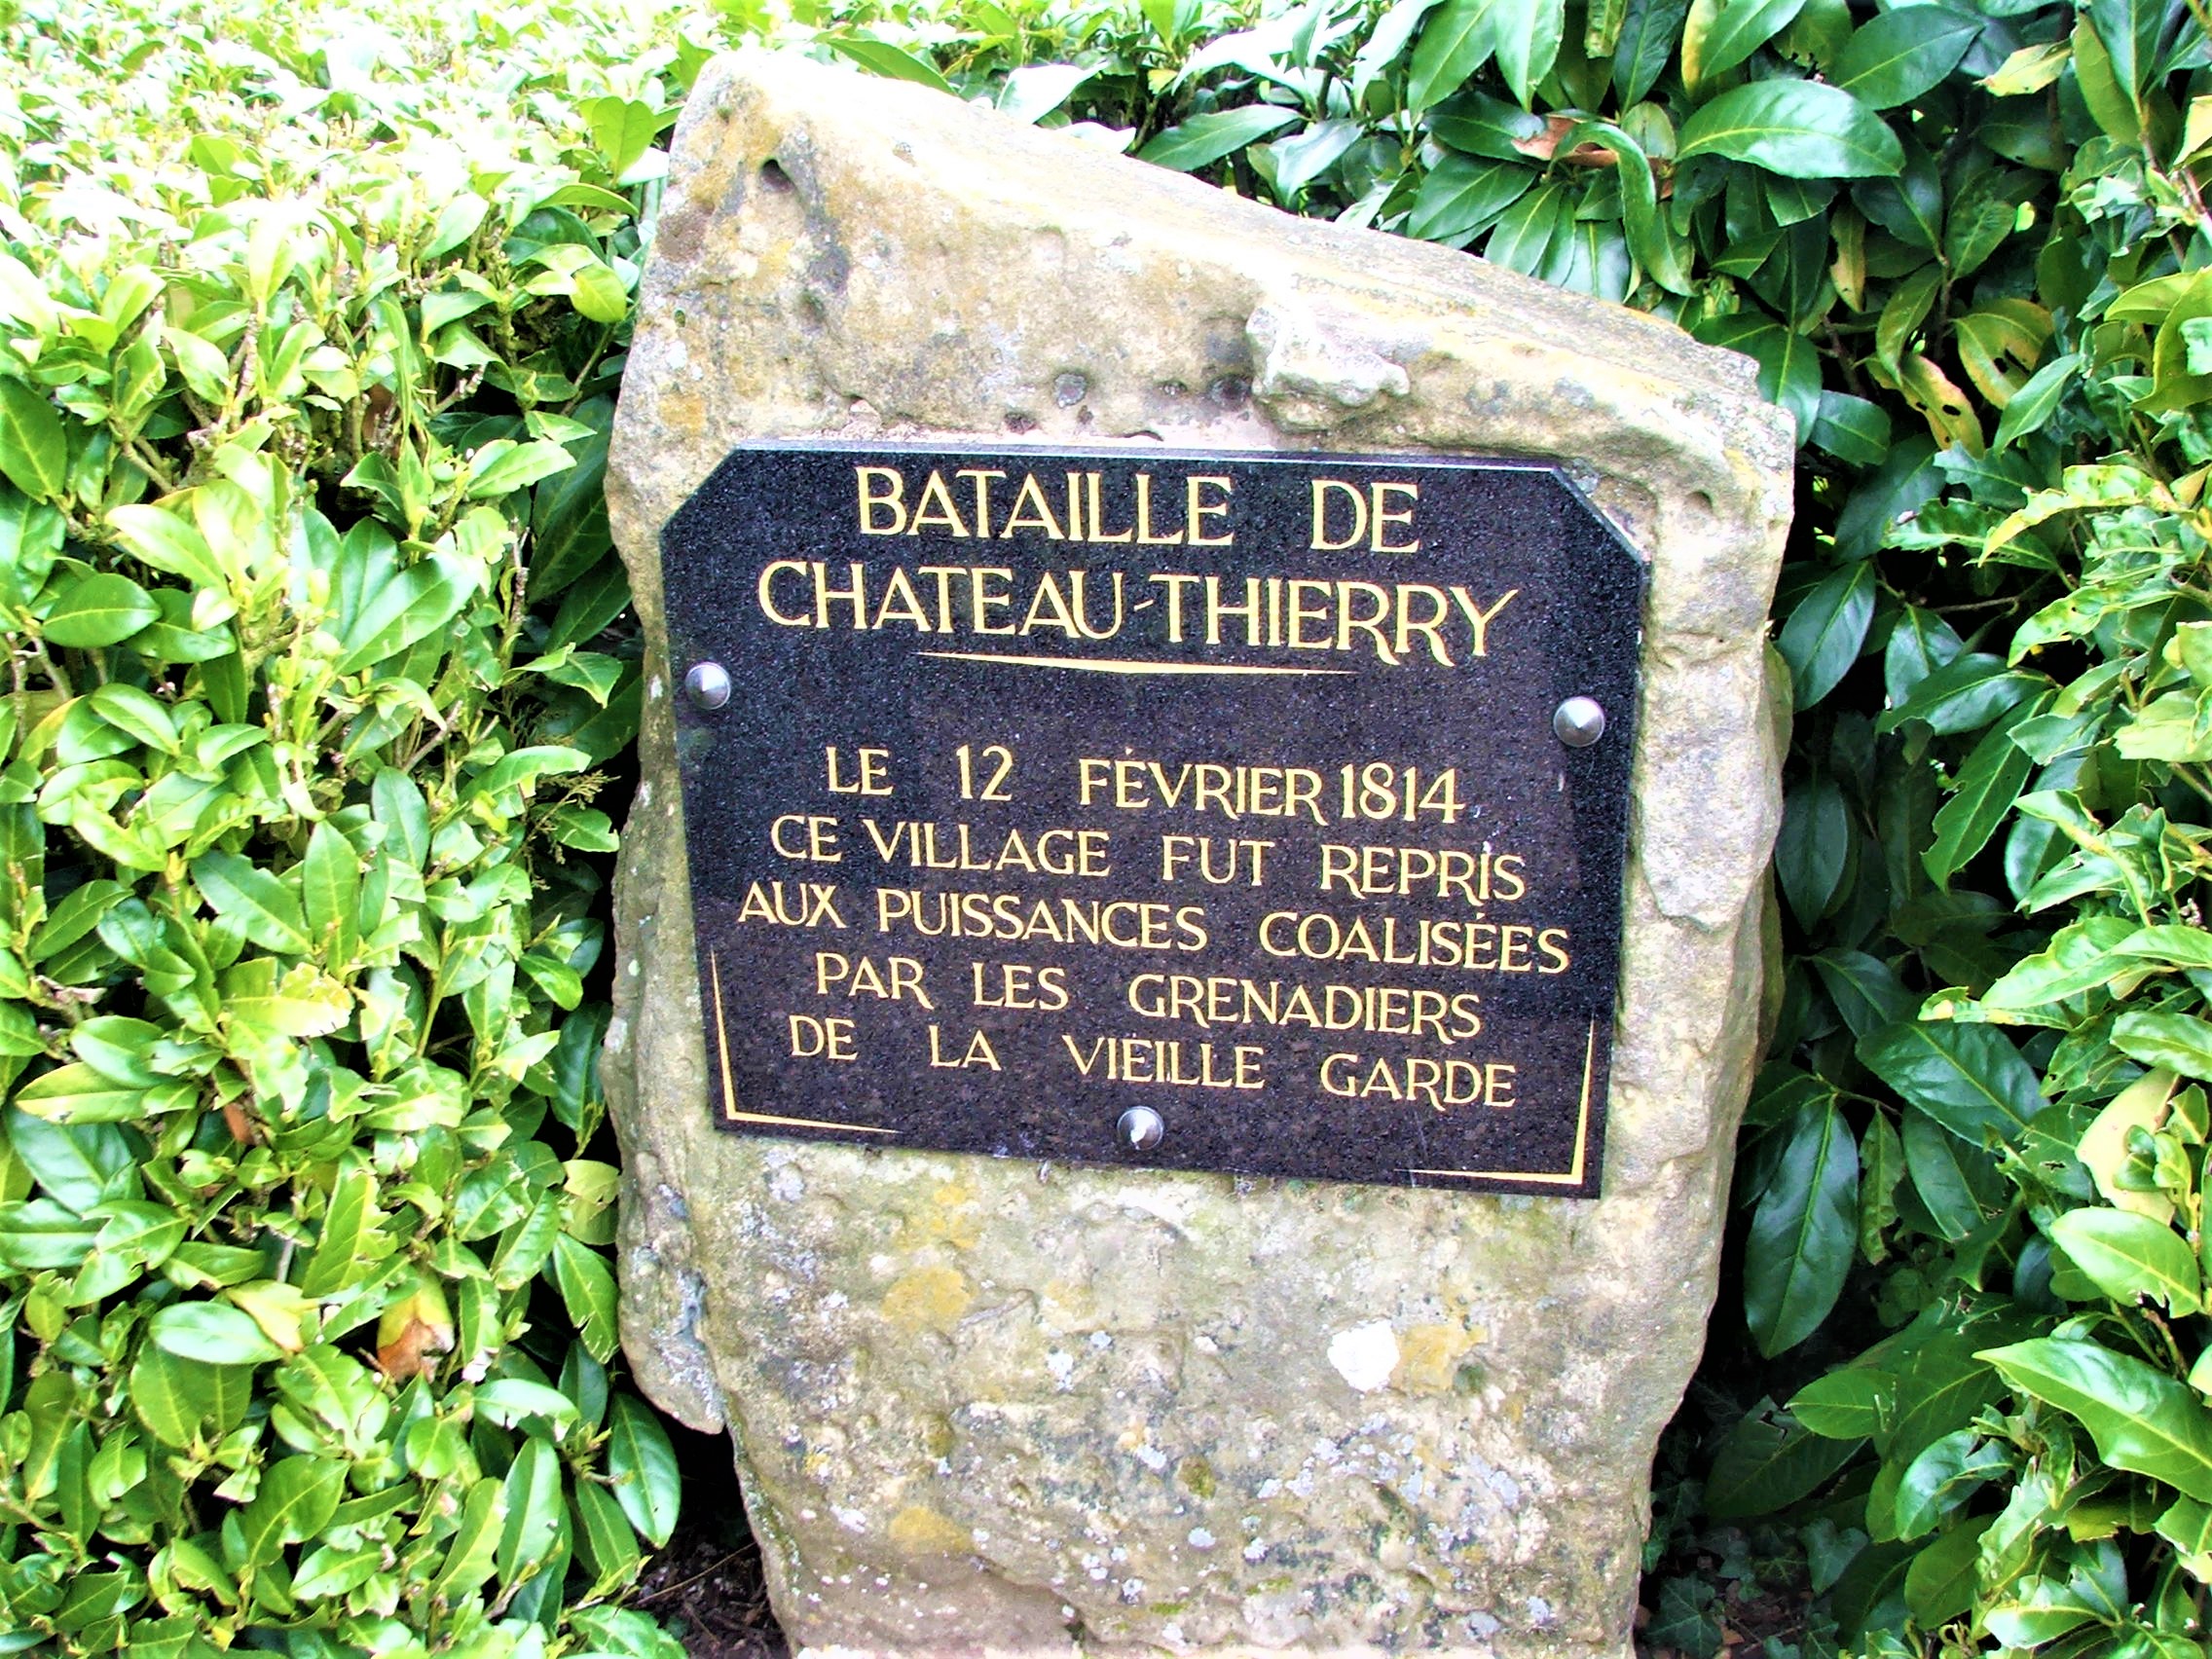 BATAILLE DE
CHATEAU-THIERRY
LE 12 FÉVRIER 1814
CE VILLAGE FUT REPRIS
AUX PUISSANCES COALISÉES
PAR LES GRENADIERS
DE LA VIEILLE GARDE